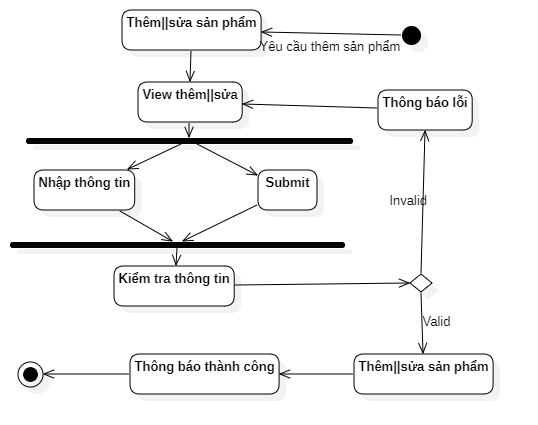 Thêm||sửa sản phẩm
Yêu cầu thêm sản phẩm
View thêm||sửa
Thông báo lỗi
Nhập thông tin
Submit
Invalid
Kiểm tra thông tin
Valid
Thông báo thành công
Thêm||sửa sản phẩm